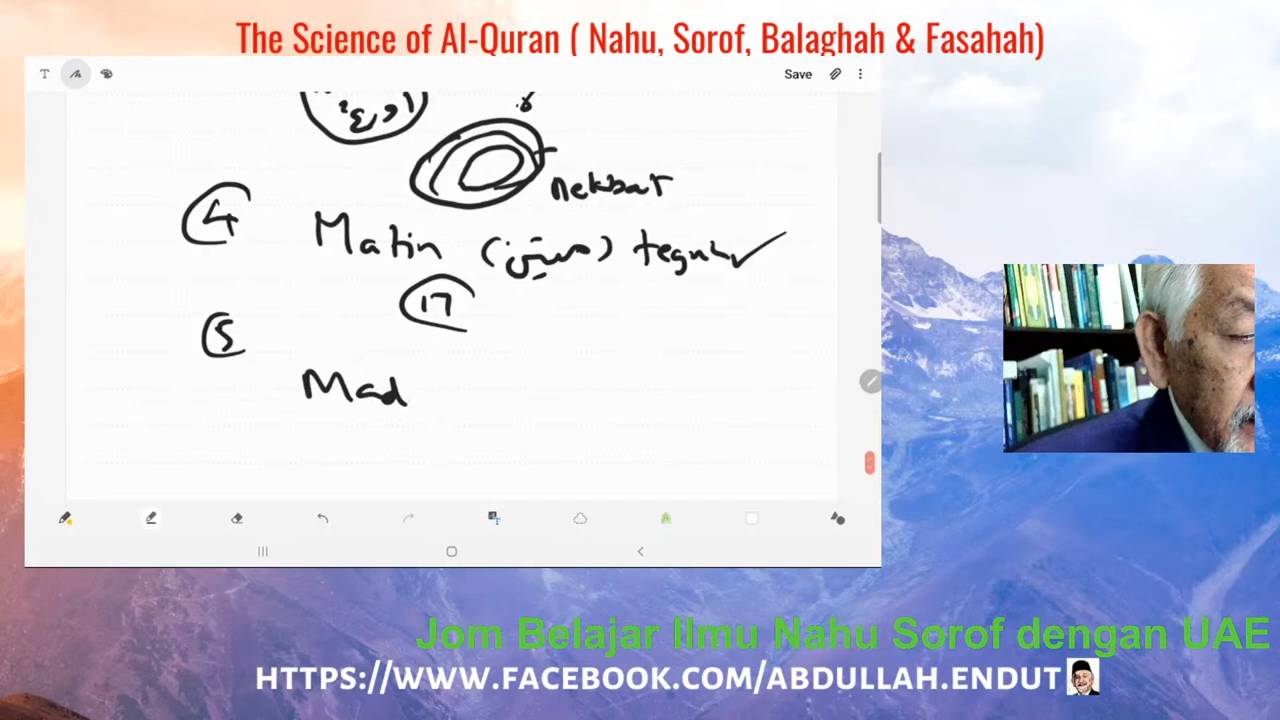 The Science of Al-Quran ( Nahu, Sorof, Balaghah & Fasahah)
T Save
nekbat
4 Matin (متين) teguh
17
5
Mad
Jom Belajar Ilmu Nahu Sorof dengan UAE
HTTPS://WWW.FACEBOOK.COM/ABDULLAH.ENDUT